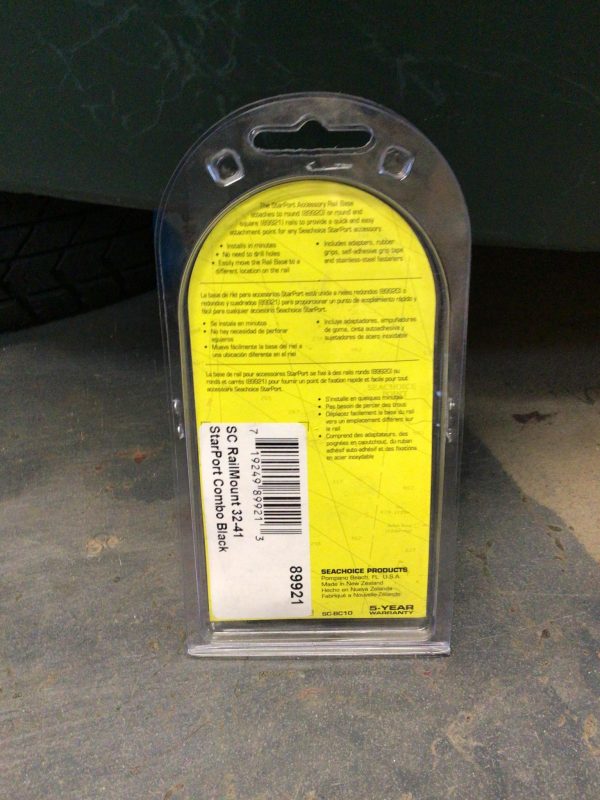 The StarPort Accessory Rail Base
attaches to round (89920) or round and
square (89921) rails to provide a quick and easy
attachment point for any Seachoice StarPort accessory.
• Installs in minutes
• No need to drill holes
• Easily move the Rail Base to a
different location on the rail
• Includes adapters, rubber
grips, self-adhesive grip tape
and stainless-steel fasteners
La base de riel para accesorios StarPort está unida a rieles redondos (89920) o
redondos y cuadrados (89921) para proporcionar un punto de acoplamiento rápido y
fácil para cualquier accesorio Seachoice StarPort.
• Se instala en minutos
• No hay necesidad de perforar
agujeros
• Mueve fácilmente la base del riel a
una ubicación diferente en el riel
• Incluye adaptadores, empuñadores
de goma, cinta autoadhesiva y
sujetadores de acero inoxidable
La base de rail pour accessoires StarPort se fixe à des rails ronds (89920) ou
ronds et carrés (89921) pour fournir un point de fixation rapide et facile pour tout
accessoire Seachoice StarPort.
SEACHOICE
• S'installe en quelques minutes
• Pas besoin de percer des trous
• Déplacez facilement la base du rail
vers un emplacement différent sur
le rail
• Comprend des adaptateurs, des
poignées en caoutchouc, du ruban
adhésif auto-adhésif et des fixations
en acier inoxydable
7 19249 89921 3
SC RailMount 32-41
StarPort Combo Black
89921
SEACHOICE PRODUCTS
Pompano Beach, FL U.S.A.
Made in New Zealand
Hecho en Nueva Zelanda
Fabriqué a Nouvelle-Zélande
SC-BC10
5-YEAR
WARRANTY